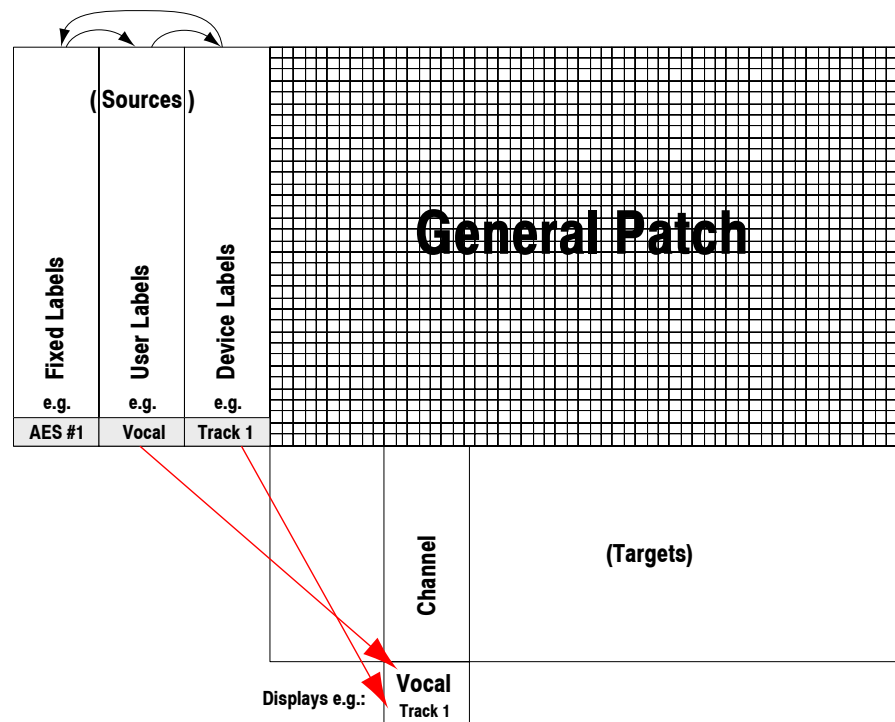 ( Sources )
General Patch
Fixed Labels
User Labels
Device Labels
e.g.
e.g.
e.g.
AES #1
Vocal
Track 1
Channel
(Targets)
Displays e.g.:
Vocal
Track 1